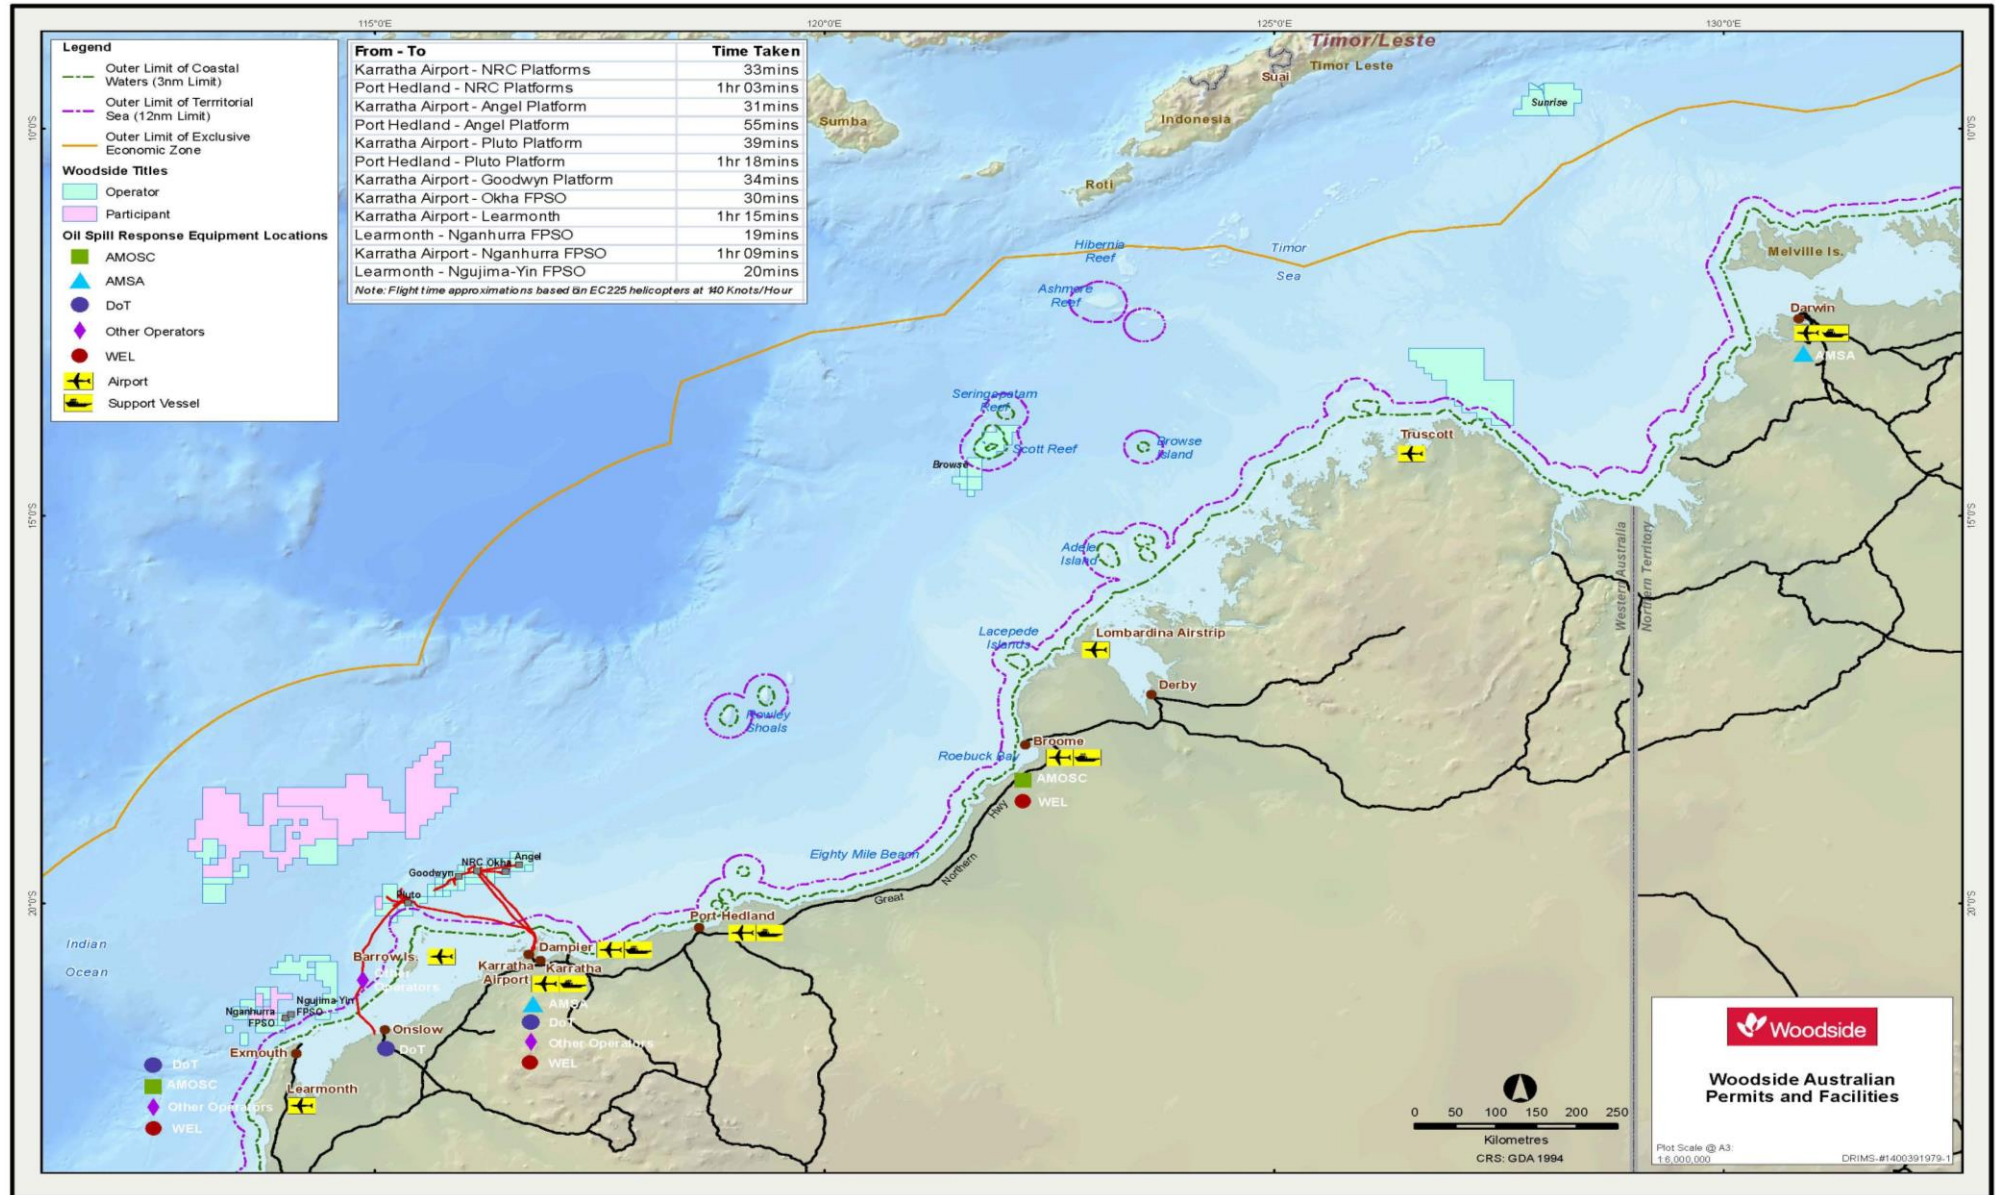 115°0'E
120°0'E
125°0'E
130°0'E
Legend
Outer Limit of Coastal
Waters (3nm Limit)
Outer Limit of Terrritorial
Sea (12nm Limit)
Outer Limit of Exclusive
Economic Zone
Woodside Titles
Operator
Participant
Oil Spill Response Equipment Locations
AMOSC
AMSA
DoT
Other Operators
WEL
Airport
Support Vessel
From - To Time Taken
Karratha Airport - NRC Platforms 33mins
Port Hedland - NRC Platforms 1hr 03mins
Karratha Airport - Angel Platform 31mins
Port Hedland - Angel Platform 55mins
Karratha Airport - Pluto Platform 39mins
Port Hedland - Pluto Platform 1hr 18mins
Karratha Airport - Goodwyn Platform 34mins
Karratha Airport - Okha FPSO 30mins
Karratha Airport - Learmonth 1hr 15mins
Learmonth - Nganhurra FPSO 19mins
Karratha Airport - Nganhurra FPSO 1hr 09mins
Learmonth - Ngujima-Yin FPSO 20mins
Note: Flight time approximations based on EC225 helicopters at 140 Knots/Hour
Timor/Leste
Timor Leste
Suai
Sunrise
Sumba
Indonesia
10°0'S
10°0'S
Roti
Hibernia
Reef
Timor
Sea
Melville Is.
Ashmore
Reef
Darwin
AMSA
Seringapatam
Reef
Scott Reef
Browse
Island
Browse
Truscott
15°0'S
15°0'S
Western Australia
Northern Territory
Adele
Island
Lacepede
Islands
Lombardina Airstrip
Derby
Rowley
Shoals
Broome
Roebuck Bay
AMOSC
WEL
Hwy
Northern
Great
Eighty Mile Beach
Angel
NRC Okha
Goodwyn
Pluto
20°0'S
20°0'S
Port Hedland
Indian
Ocean
Dampier
Barrow Is.
Karratha
Karratha
Airport
Operators
Ngujima-Yin
FPSO
Nganhurra
FPSO
AMSA
DoT
Other Operators
WEL
Onslow
DoT
Exmouth
Learmonth
DoT
AMOSC
Other Operators
WEL
0 50 100 150 200 250
Kilometres
CRS: GDA 1994
Woodside
Woodside Australian
Permits and Facilities
Plot Scale @ A3:
1:6,000,000
DRIMS-#1400391979-1